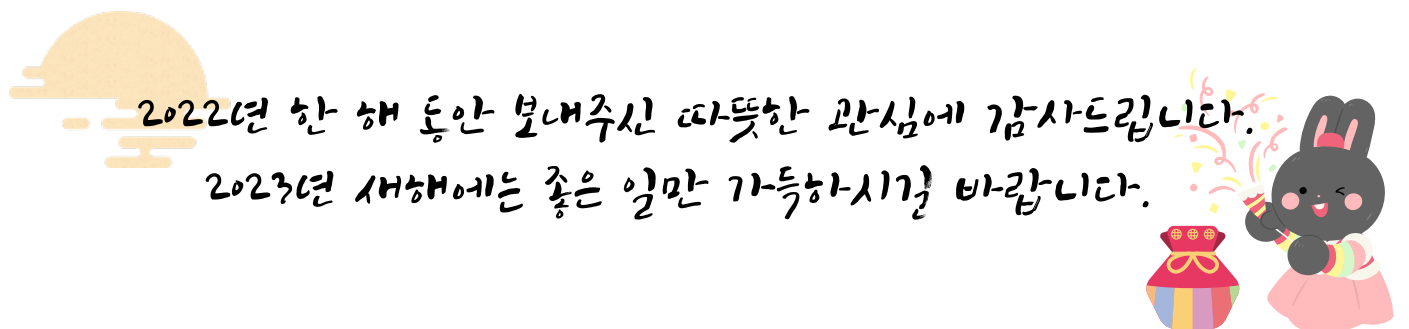 2022년 한 해 동안 보내주신 따뜻한 관심에 감사드립니다.
2023년 새해에는 좋은 일만 가득하시길 바랍니다.